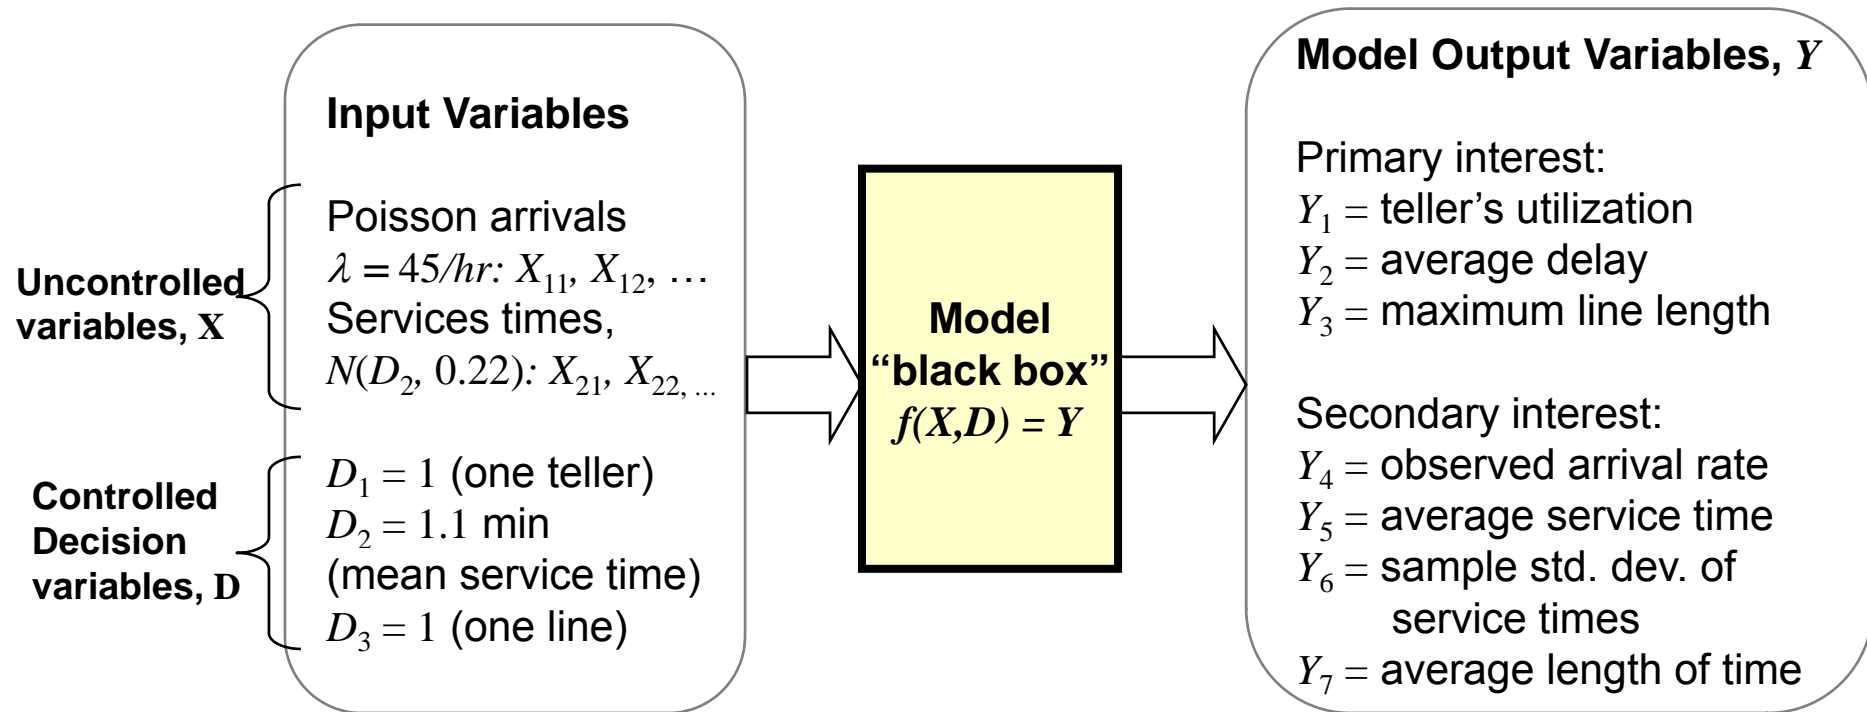 Uncontrolled
variables, X
Controlled
Decision
variables, D
Input Variables
Poisson arrivals
λ = 45/hr: X₁₁, X₁₂, …
Services times,
N(D₂, 0.22): X₂₁, X₂₂, ...
D₁ = 1 (one teller)
D₂ = 1.1 min
(mean service time)
D₃ = 1 (one line)
Model
“black box”
f(X,D) = Y
Model Output Variables, Y
Primary interest:
Y₁ = teller’s utilization
Y₂ = average delay
Y₃ = maximum line length
Secondary interest:
Y₄ = observed arrival rate
Y₅ = average service time
Y₆ = sample std. dev. of
service times
Y₇ = average length of time